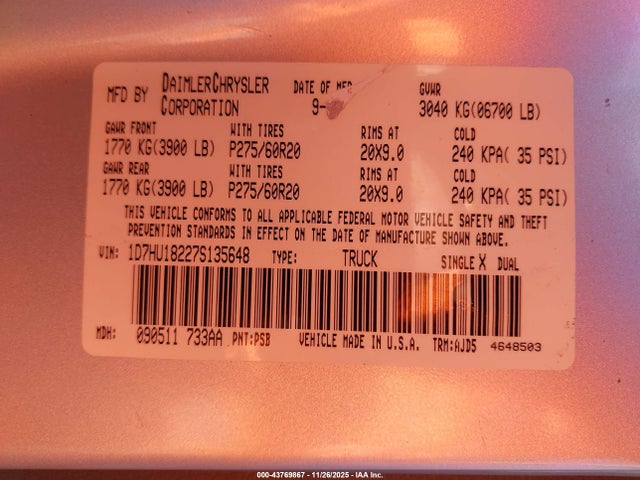 MFD BY DAIMLERCHRYSLER CORPORATION DATE OF MFR 9- GVWR 3040 KG(06700 LB)
GAWR FRONT WITH TIRES RIMS AT COLD
1770 KG(3900 LB) P275/60R20 20X9.0 240 KPA( 35 PSI)
GAWR REAR WITH TIRES RIMS AT COLD
1770 KG(3900 LB) P275/60R20 20X9.0 240 KPA( 35 PSI)
THIS VEHICLE CONFORMS TO ALL APPLICABLE FEDERAL MOTOR VEHICLE SAFETY AND THEFT
PREVENTION STANDARDS IN EFFECT ON THE DATE OF MANUFACTURE SHOWN ABOVE.
VIN: 1D7HU18227S135648 TYPE: TRUCK SINGLE X DUAL
MDH: 090511 733AA PNT:PSB VEHICLE MADE IN U.S.A. TRM:AJD5 4648503
000-43769867 - 11/26/2025 - IAA Inc.